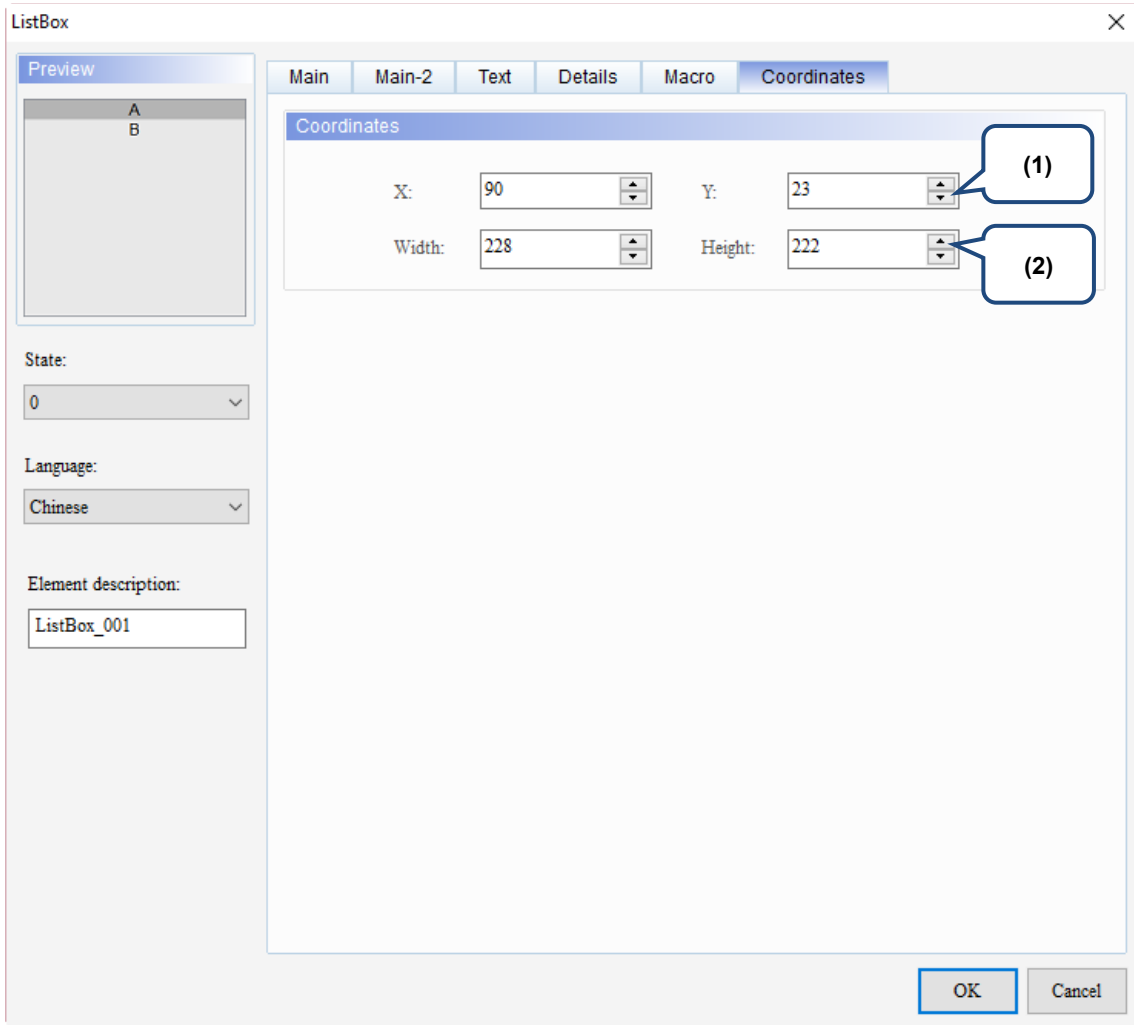 ListBox
Preview
A
B
State:
0
Language:
Chinese
Element description:
ListBox_001
Main Main-2 Text Details Macro Coordinates
Coordinates
X: 90 Y: 23
(1)
Width: 228 Height: 222
(2)
OK Cancel